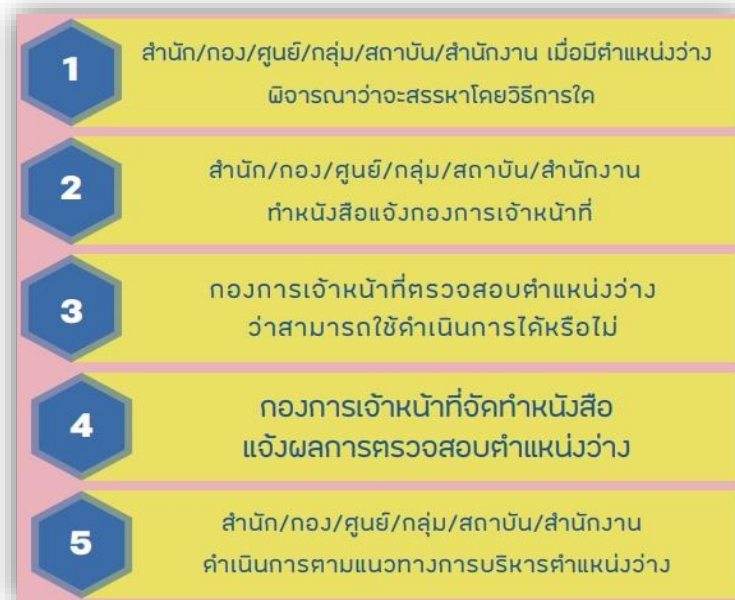 1
สำนัก/กอง/ศูนย์/กลุ่ม/สถาบัน/สำนักงาน เมื่อมีตำแหน่งว่าง
พิจารณาว่าจะสรรหาโดยวิธีการใด
2
สำนัก/กอง/ศูนย์/กลุ่ม/สถาบัน/สำนักงาน
ทำหนังสือแจ้งกองการเจ้าหน้าที่
3
กองการเจ้าหน้าที่ตรวจสอบตำแหน่งว่าง
ว่าสามารถใช้ดำเนินการได้หรือไม่
4
กองการเจ้าหน้าที่จัดทำหนังสือ
แจ้งผลการตรวจสอบตำแหน่งว่าง
5
สำนัก/กอง/ศูนย์/กลุ่ม/สถาบัน/สำนักงาน
ดำเนินการตามแนวทางการบริหารตำแหน่งว่าง